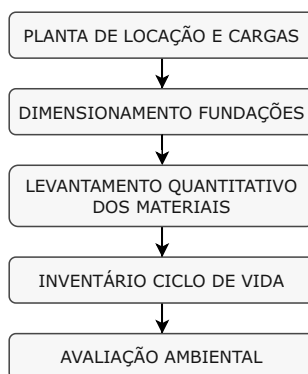 PLANTA DE LOCAÇÃO E CARGAS
DIMENSIONAMENTO FUNDAÇÕES
LEVANTAMENTO QUANTITATIVO
DOS MATERIAIS
INVENTÁRIO CICLO DE VIDA
AVALIAÇÃO AMBIENTAL